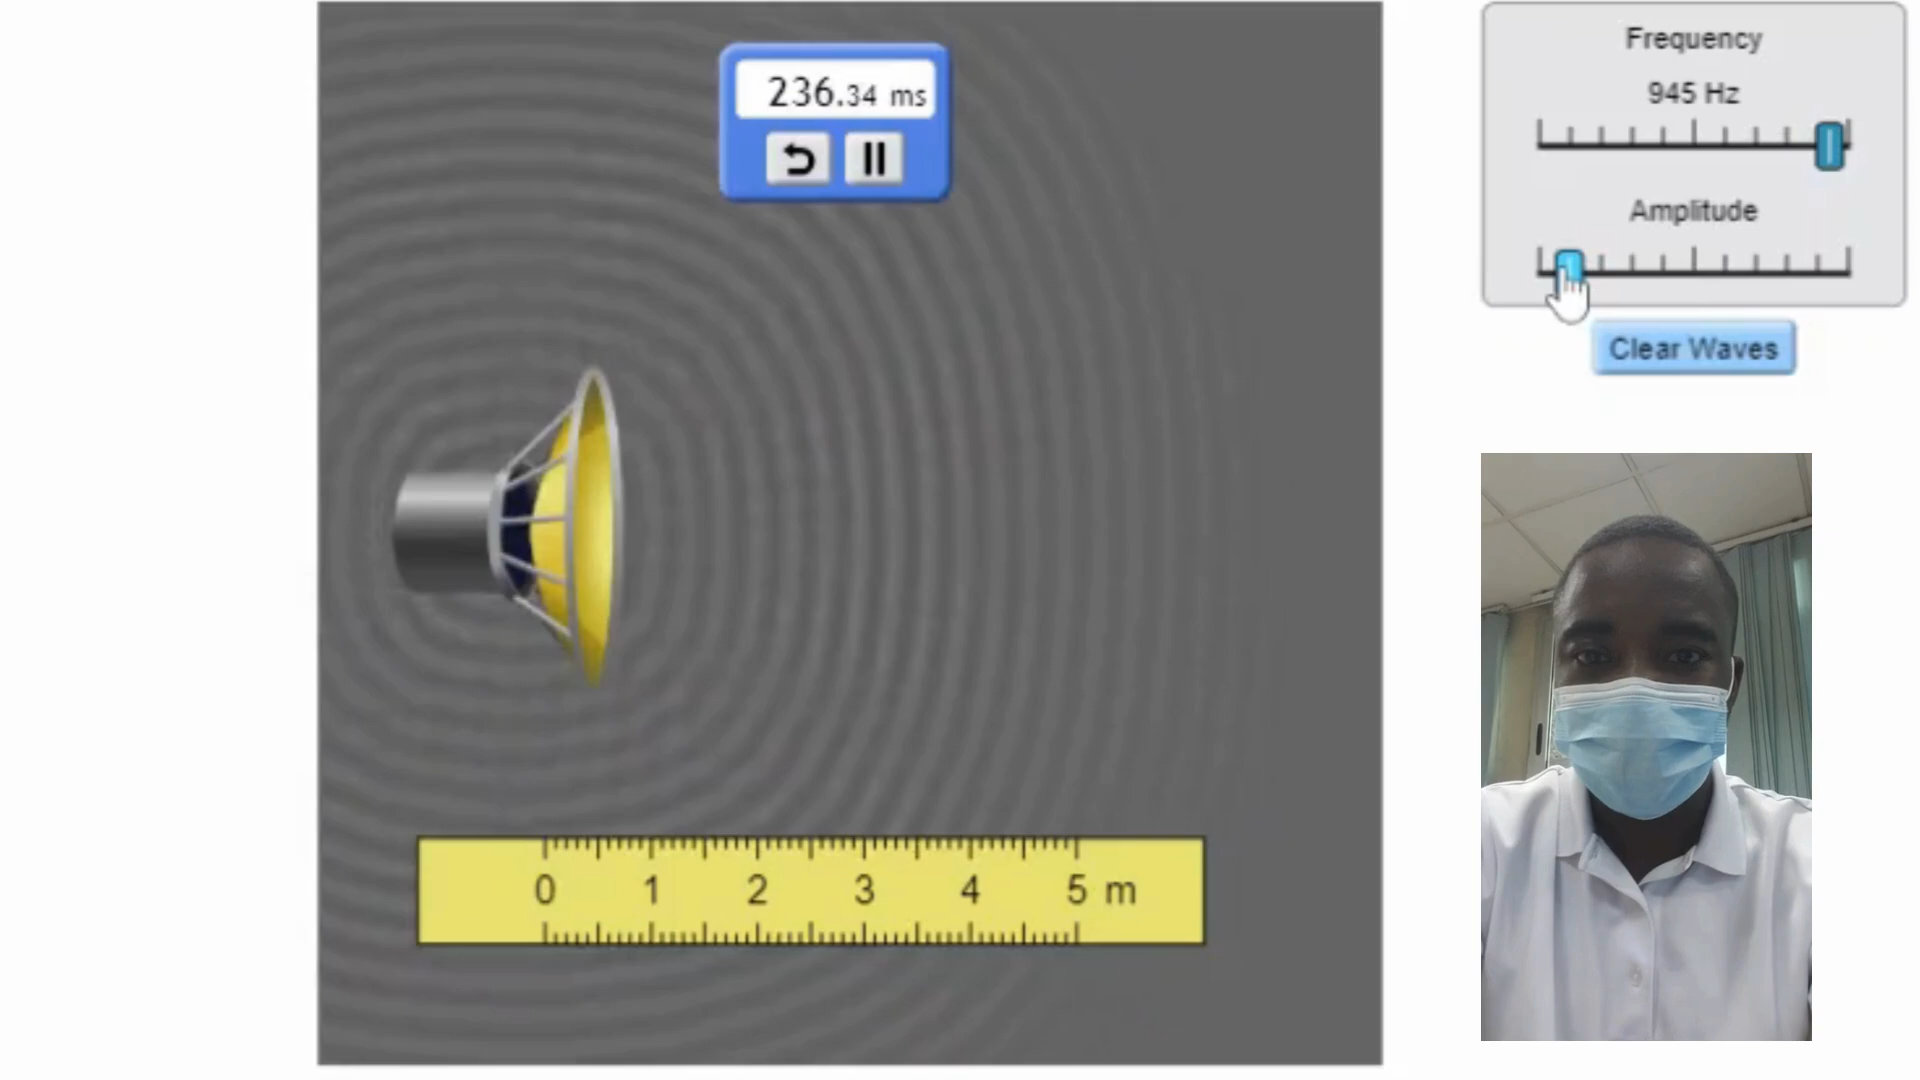 236.34 ms
Frequency
945 Hz
Amplitude
Clear Waves
0 1 2 3 4 5 m